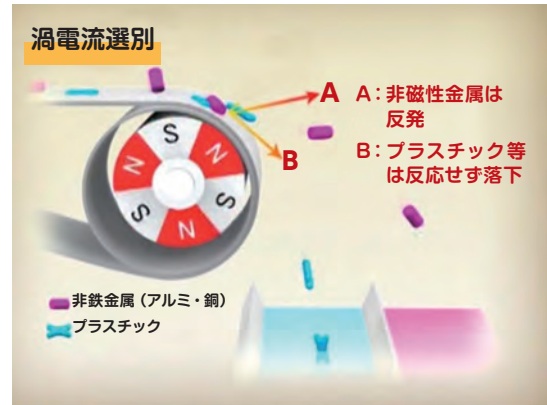 渦電流選別
A
A：非磁性金属は
反発
B
B：プラスチック等
は反応せず落下
S
N
N
S
S
N
非鉄金属（アルミ・銅）
プラスチック